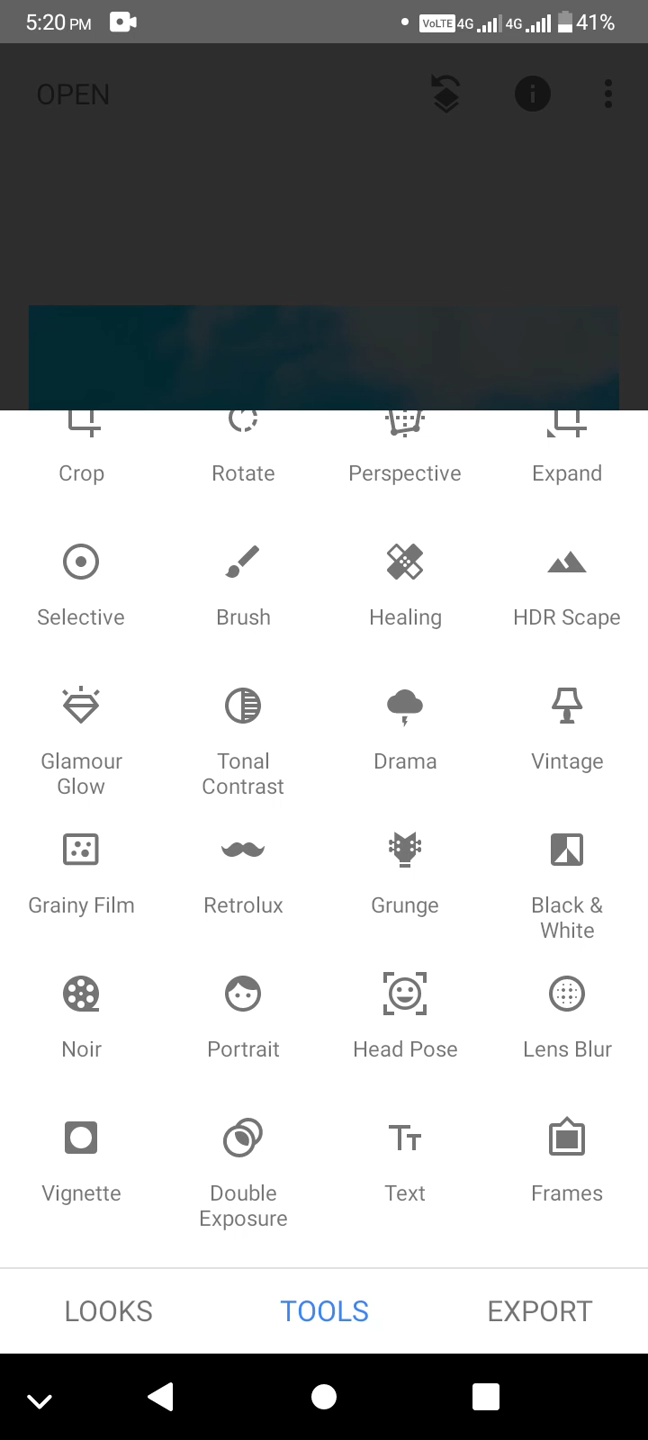 5:20 PM VoLTE 4G 4G 41%
OPEN
Crop Rotate Perspective Expand
Selective Brush Healing HDR Scape
Glamour Glow Tonal Contrast Drama Vintage
Grainy Film Retrolux Grunge Black & White
Noir Portrait Head Pose Lens Blur
Vignette Double Exposure Text Frames
LOOKS TOOLS EXPORT